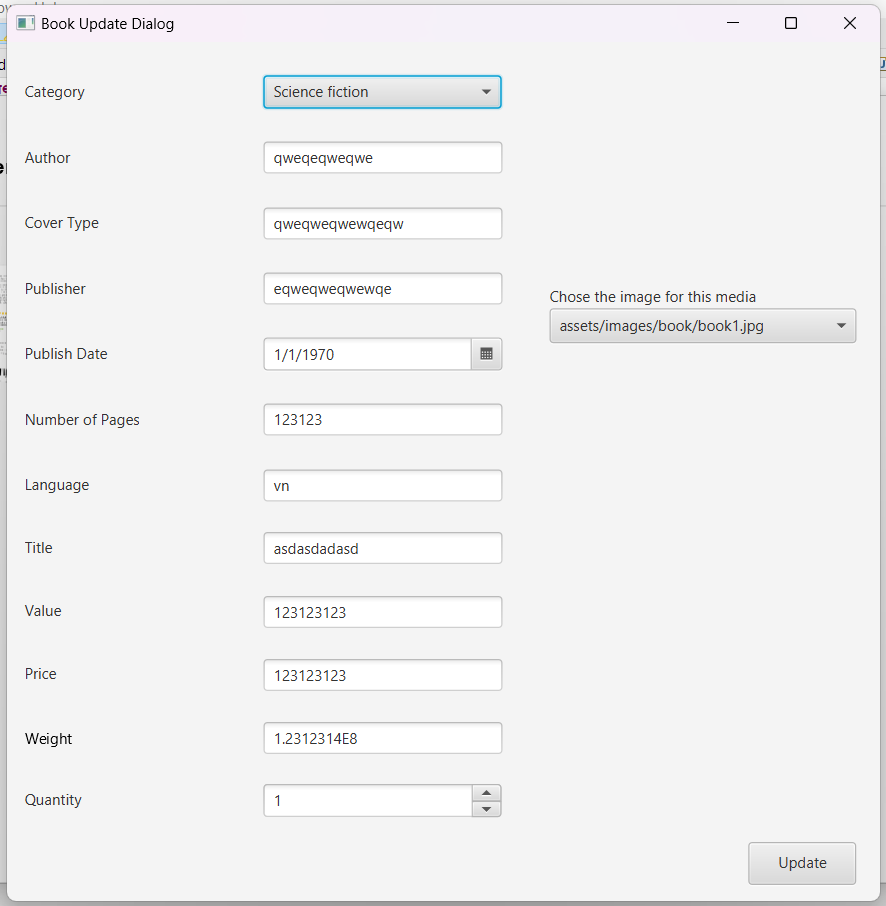 Book Update Dialog
Category
Science fiction
Author
qweqeqweqwe
Cover Type
qweqweqwewqeqw
Publisher
eqweqweqwewqe
Chose the image for this media
assets/images/book/book1.jpg
Publish Date
1/1/1970
Number of Pages
123123
Language
vn
Title
asdasdadasd
Value
123123123
Price
123123123
Weight
1.2312314E8
Quantity
1
Update